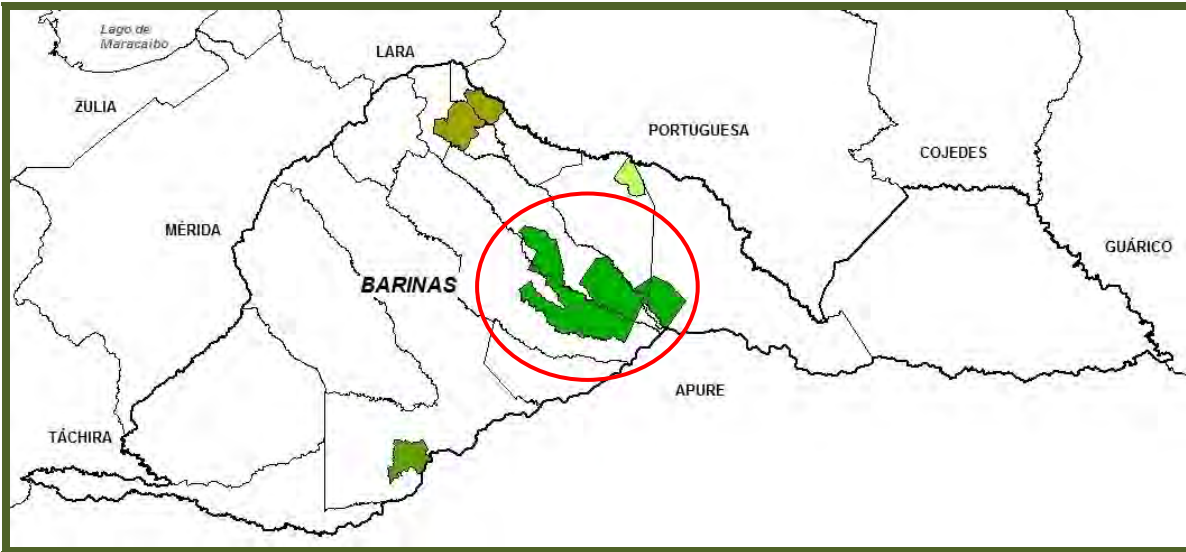 Lago de
Maracaibo
LARA
ZULIA
PORTUGUESA
COJEDES
MÉRIDA
GUÁRICO
BARINAS
APURE
TÁCHIRA